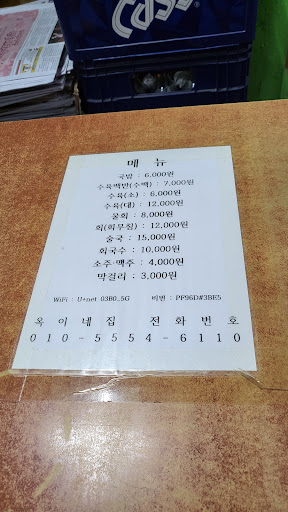 Cass
메 뉴
국밥 : 6,000원
수육백반(수백) : 7,000원
수육(소) : 6,000원
수육(대) : 12,000원
물회 : 8,000원
회(회무침) : 12,000원
술국 : 15,000원
회국수 : 10,000원
소주·맥주 : 4,000원
막걸리 : 3,000원
WiFi : U+net 03B0_5G 비번 : PF96D#3BE5
옥이네집 전화번호
010-5554-6110